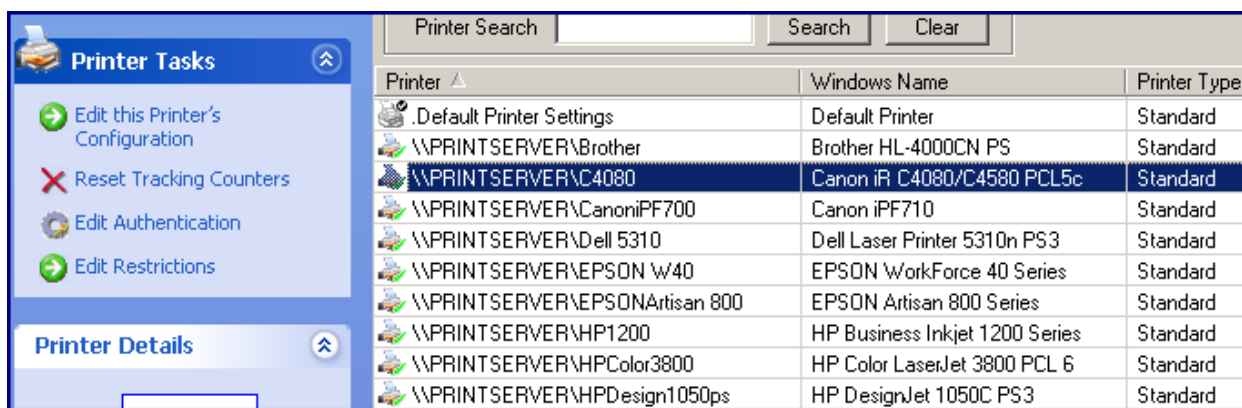 Printer Tasks
Edit this Printer's
Configuration
Reset Tracking Counters
Edit Authentication
Edit Restrictions
Printer Details
Printer Search Search Clear
Printer Windows Name Printer Type
.Default Printer Settings Default Printer Standard
\\PRINTSERVER\Brother Brother HL-4000CN PS Standard
\\PRINTSERVER\C4080 Canon iR C4080/C4580 PCL5c Standard
\\PRINTSERVER\CanoniPF700 Canon iPF710 Standard
\\PRINTSERVER\Dell 5310 Dell Laser Printer 5310n PS3 Standard
\\PRINTSERVER\EPSON W40 EPSON WorkForce 40 Series Standard
\\PRINTSERVER\EPSONArtisan 800 EPSON Artisan 800 Series Standard
\\PRINTSERVER\HP1200 HP Business Inkjet 1200 Series Standard
\\PRINTSERVER\HPColor3800 HP Color LaserJet 3800 PCL 6 Standard
\\PRINTSERVER\HPDesign1050ps HP DesignJet 1050C PS3 Standard